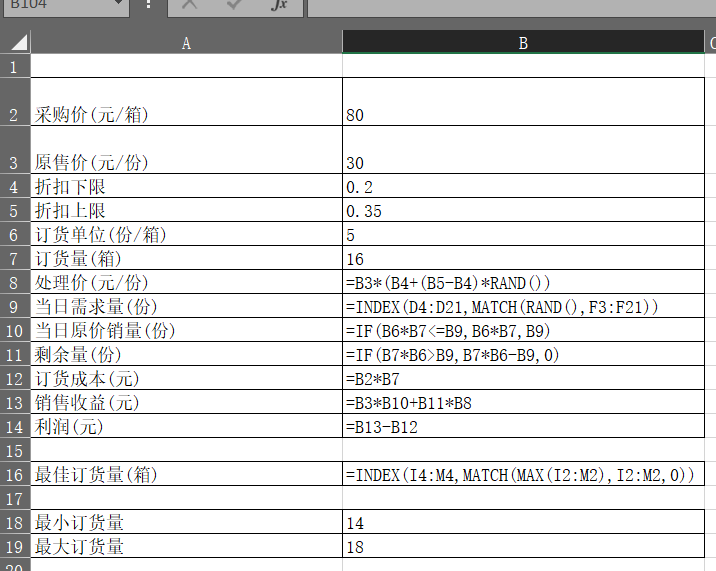 B104
fx
A B C
1
2 采购价(元/箱) 80
3 原售价(元/份) 30
4 折扣下限 0.2
5 折扣上限 0.35
6 订货单位(份/箱) 5
7 订货量(箱) 16
8 处理价(元/份) =B3*(B4+(B5-B4)*RAND())
9 当日需求量(份) =INDEX(D4:D21,MATCH(RAND(),F3:F21))
10 当日原价销量(份) =IF(B6*B7<=B9,B6*B7,B9)
11 剩余量(份) =IF(B7*B6>B9,B7*B6-B9,0)
12 订货成本(元) =B2*B7
13 销售收益(元) =B3*B10+B11*B8
14 利润(元) =B13-B12
15
16 最佳订货量(箱) =INDEX(I4:M4,MATCH(MAX(I2:M2),I2:M2,0))
17
18 最小订货量 14
19 最大订货量 18
20